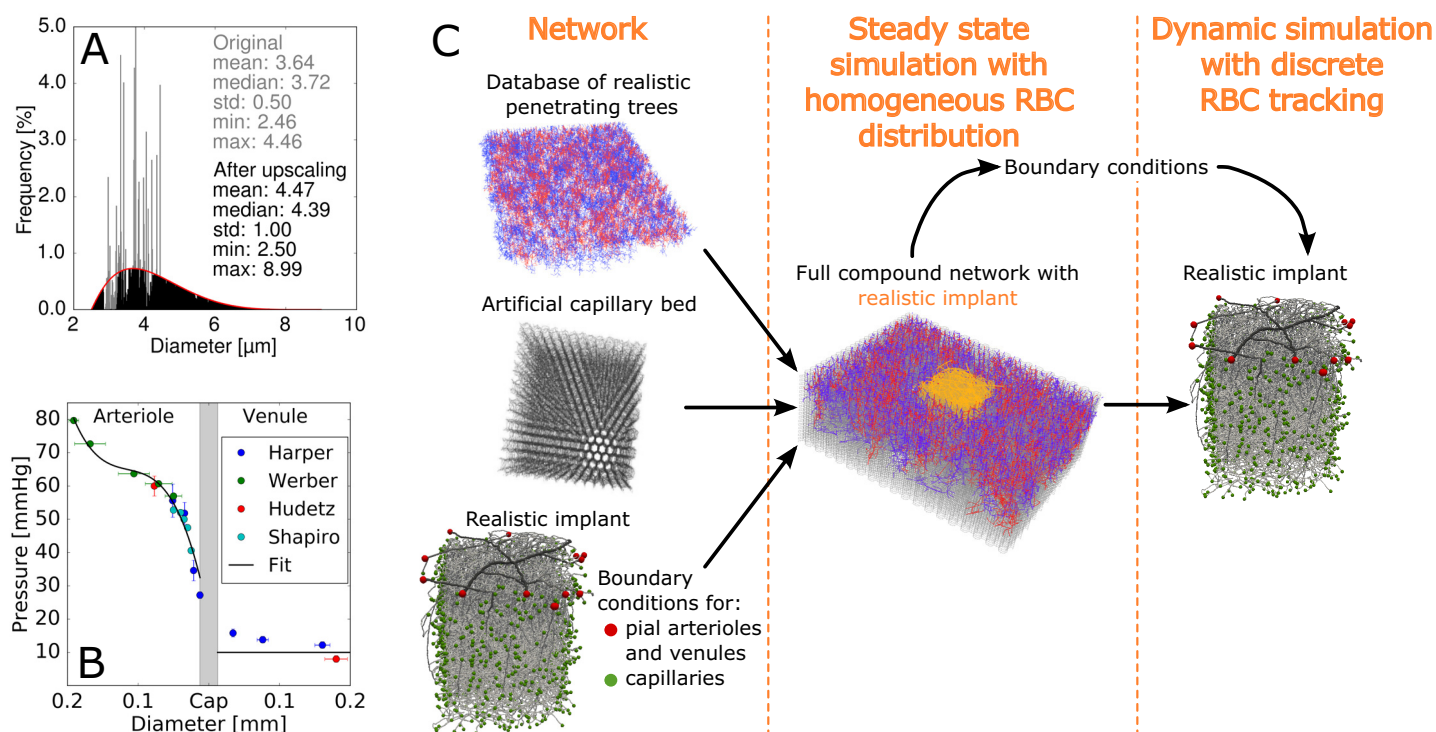 A
Frequency [%]
5.0
4.0
3.0
2.0
1.0
0.0
2
4
6
8
10
Diameter [µm]
Original
mean: 3.64
median: 3.72
std: 0.50
min: 2.46
max: 4.46
After upscaling
mean: 4.47
median: 4.39
std: 1.00
min: 2.50
max: 8.99
B
Pressure [mmHg]
80
70
60
50
40
30
20
10
Arteriole
Venule
Harper
Werber
Hudetz
Shapiro
Fit
0.2
0.1
Cap
0.1
0.2
Diameter [mm]
C
Network
Database of realistic
penetrating trees
Artificial capillary bed
Realistic implant
Boundary
conditions for:
pial arterioles
and venules
capillaries
Steady state
simulation with
homogeneous RBC
distribution
Boundary conditions
Full compound network with
realistic implant
Dynamic simulation
with discrete
RBC tracking
Realistic implant